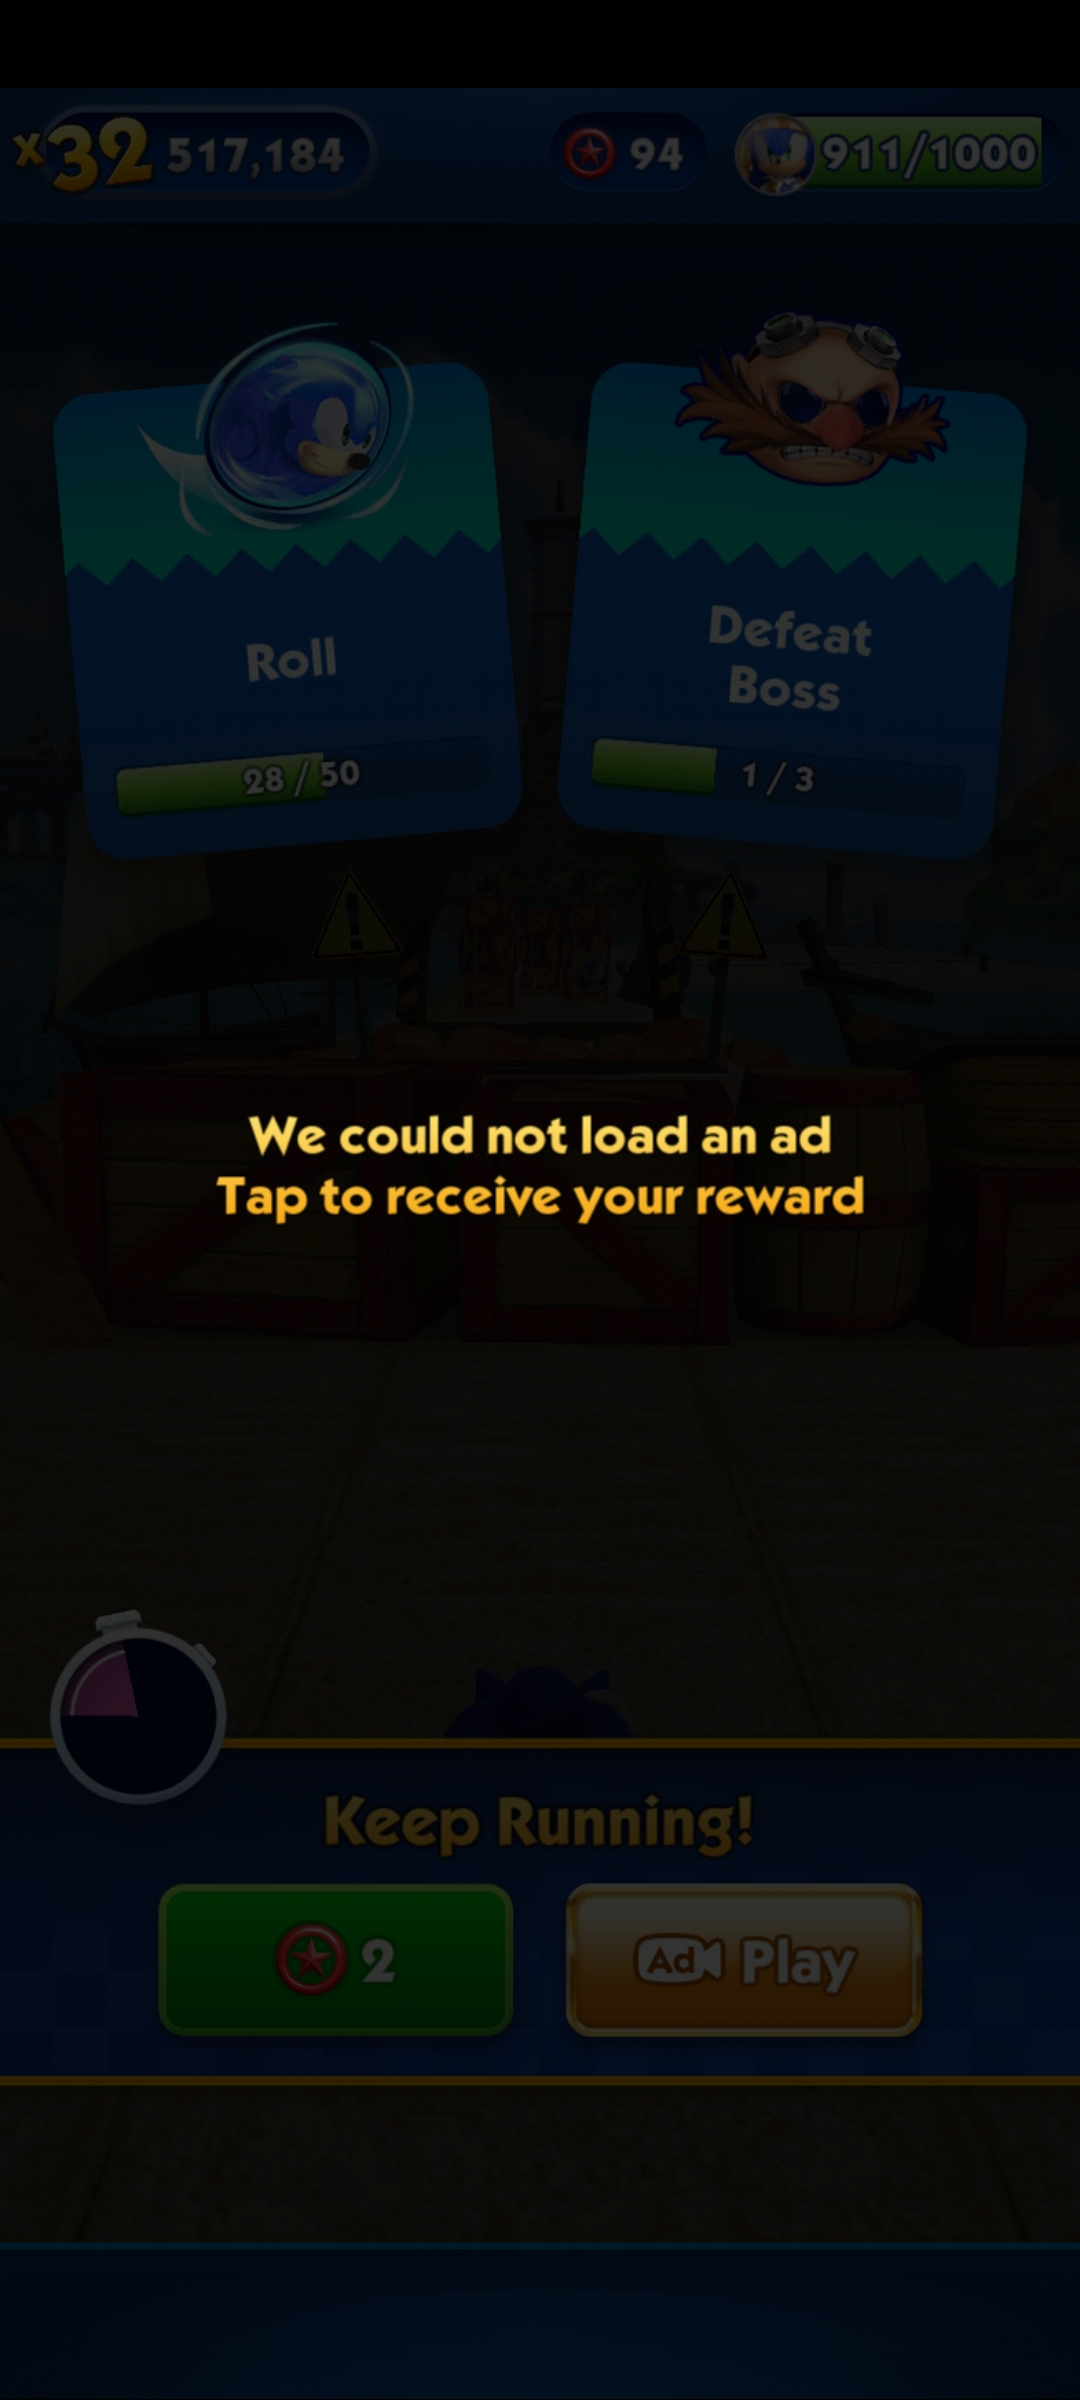 x32 517,184 94 911/1000
Roll
28 / 50
Defeat
Boss
1 / 3
We could not load an ad
Tap to receive your reward
Keep Running!
2 Ad Play